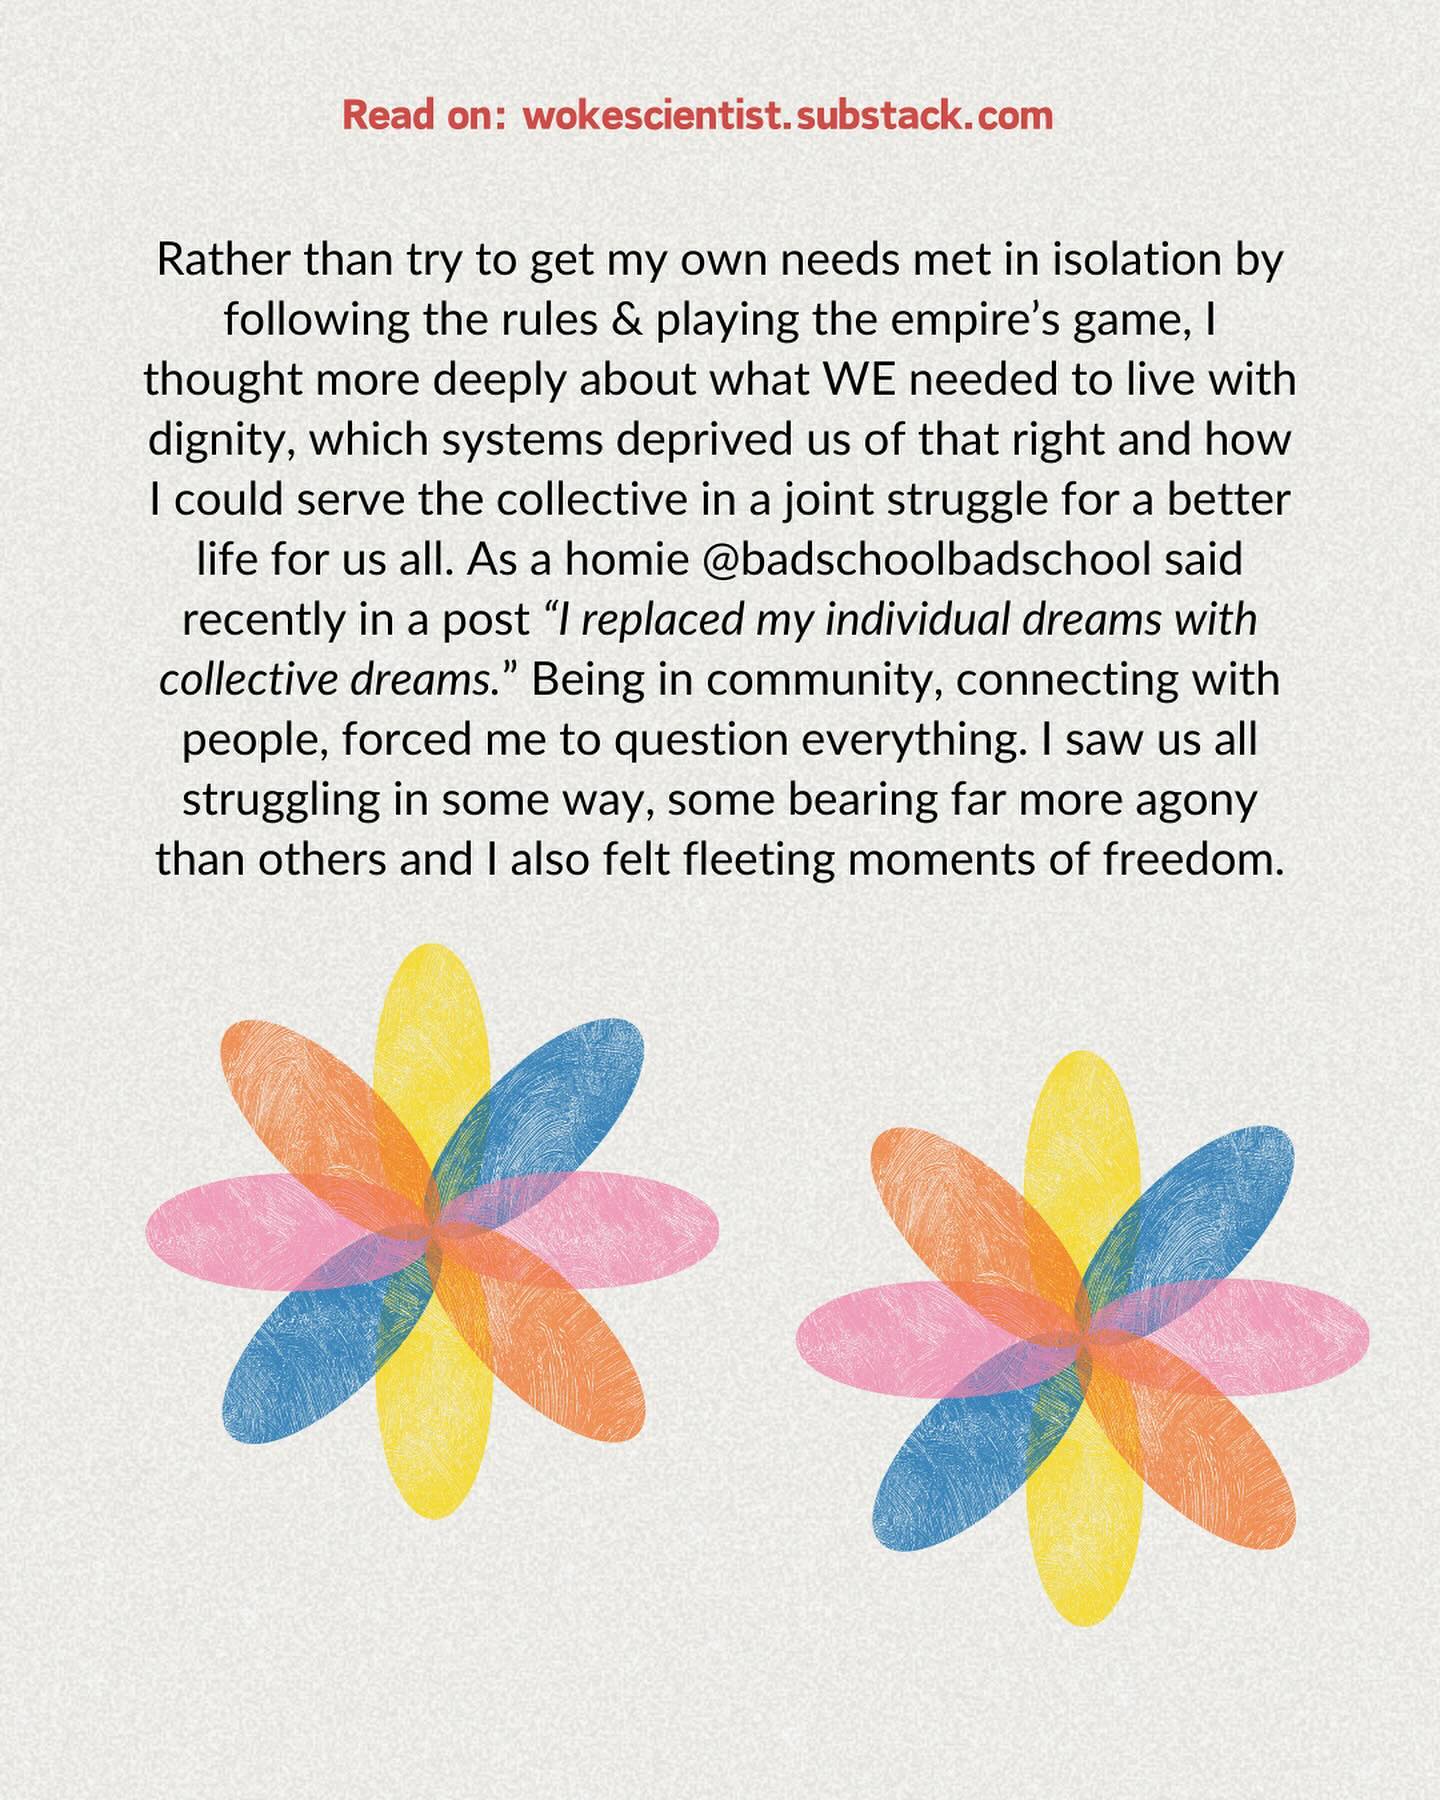 Read on: wokescientist.substack.com
Rather than try to get my own needs met in isolation by
following the rules & playing the empire’s game, I
thought more deeply about what WE needed to live with
dignity, which systems deprived us of that right and how
I could serve the collective in a joint struggle for a better
life for us all. As a homie @badschoolbadschool said
recently in a post “I replaced my individual dreams with
collective dreams.” Being in community, connecting with
people, forced me to question everything. I saw us all
struggling in some way, some bearing far more agony
than others and I also felt fleeting moments of freedom.